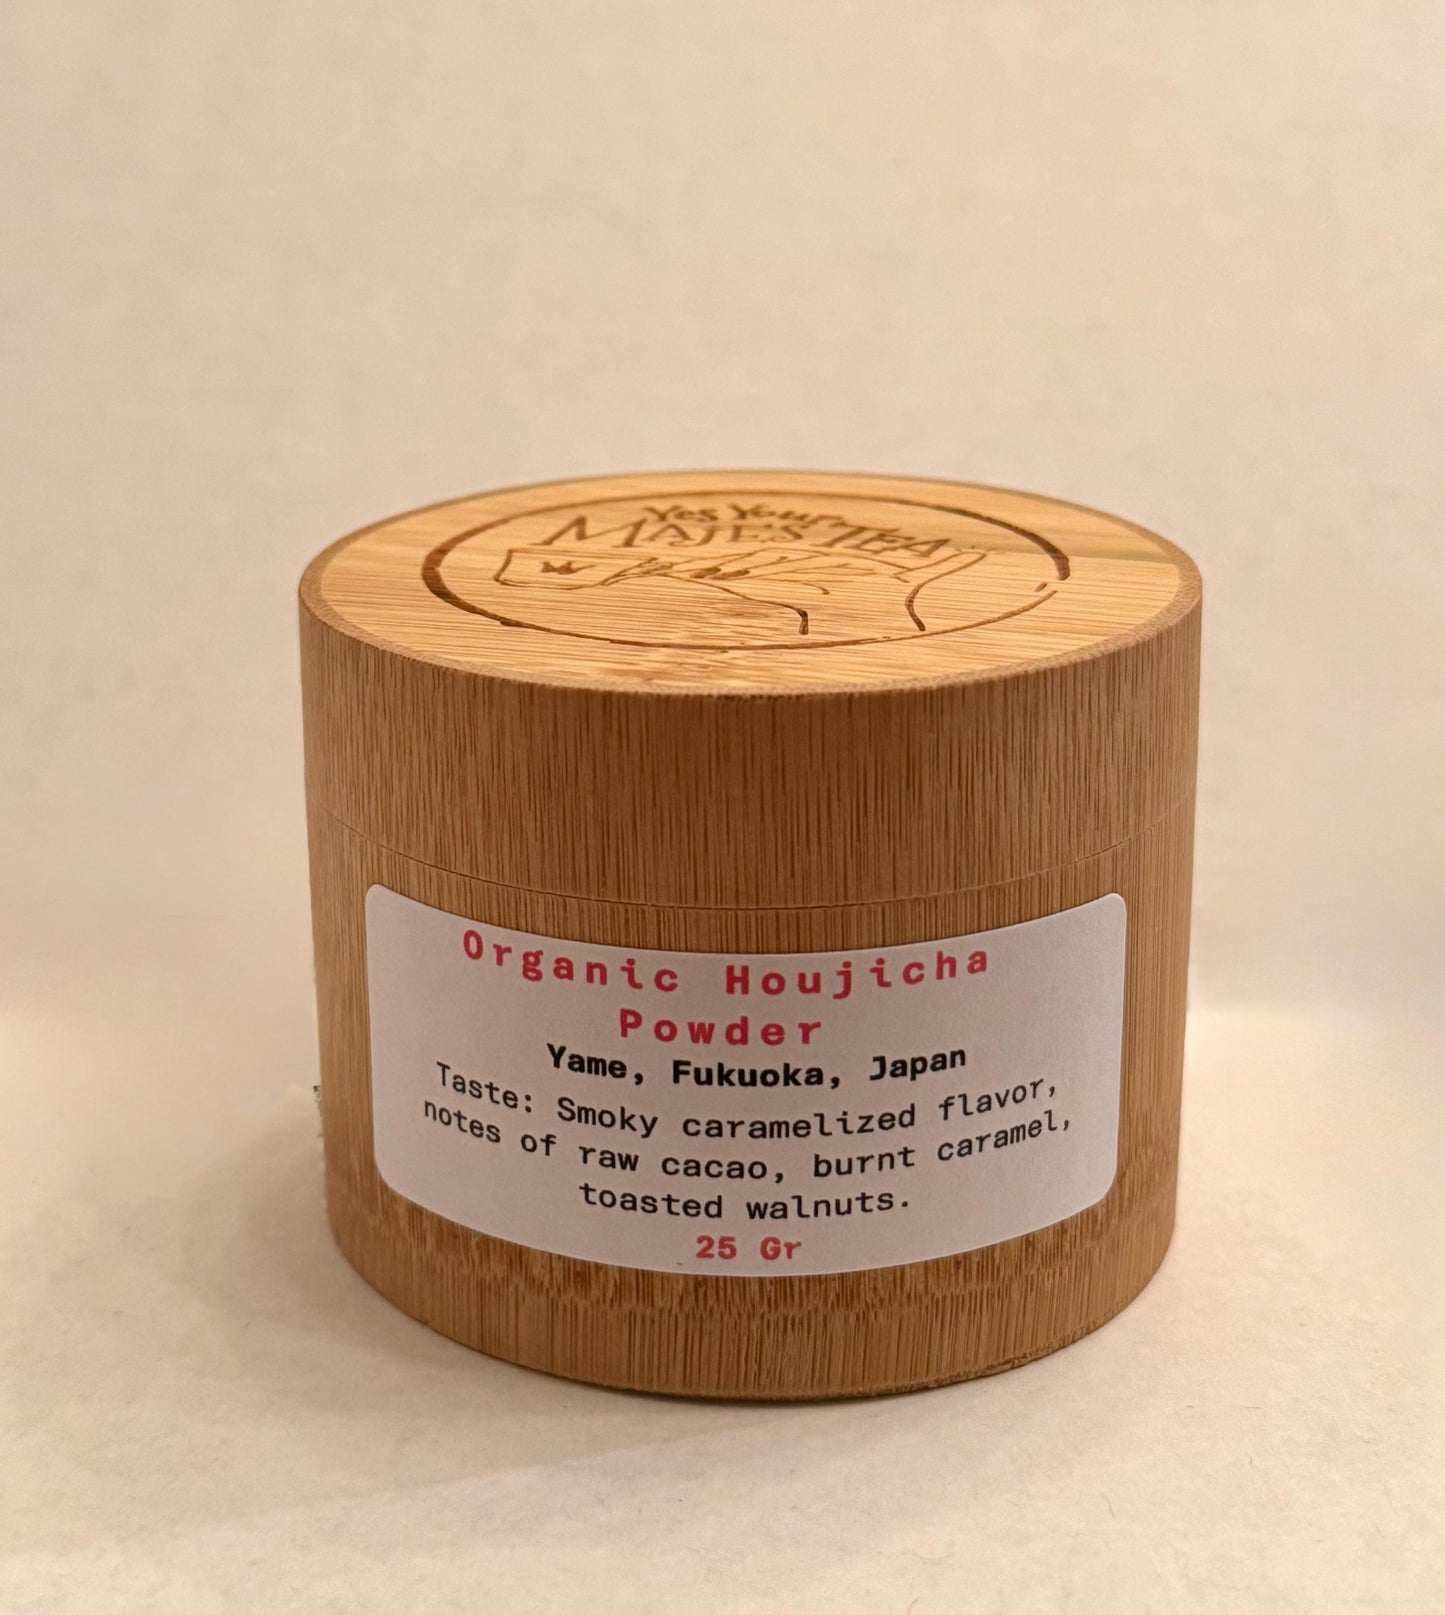 Yes Your
MAJESTEA
Organic Houjicha
Powder
Yame, Fukuoka, Japan
Taste: Smoky caramelized flavor,
notes of raw cacao, burnt caramel,
toasted walnuts.
25 Gr